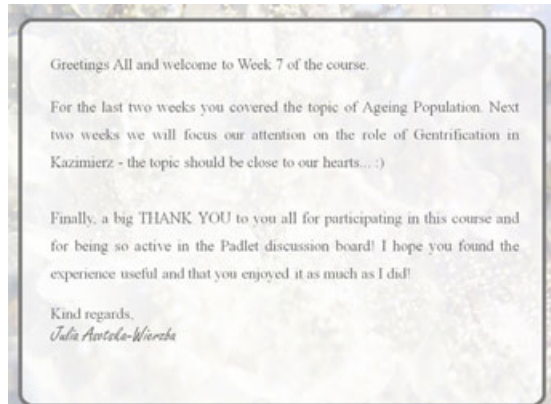 Greetings All and welcome to Week 7 of the course.
For the last two weeks you covered the topic of Ageing Population. Next
two weeks we will focus our attention on the role of Gentrification in
Kazimierz - the topic should be close to our hearts... :)
Finally, a big THANK YOU to you all for participating in this course and
for being so active in the Padlet discussion board! I hope you found the
experience useful and that you enjoyed it as much as I did!
Kind regards,
Julia